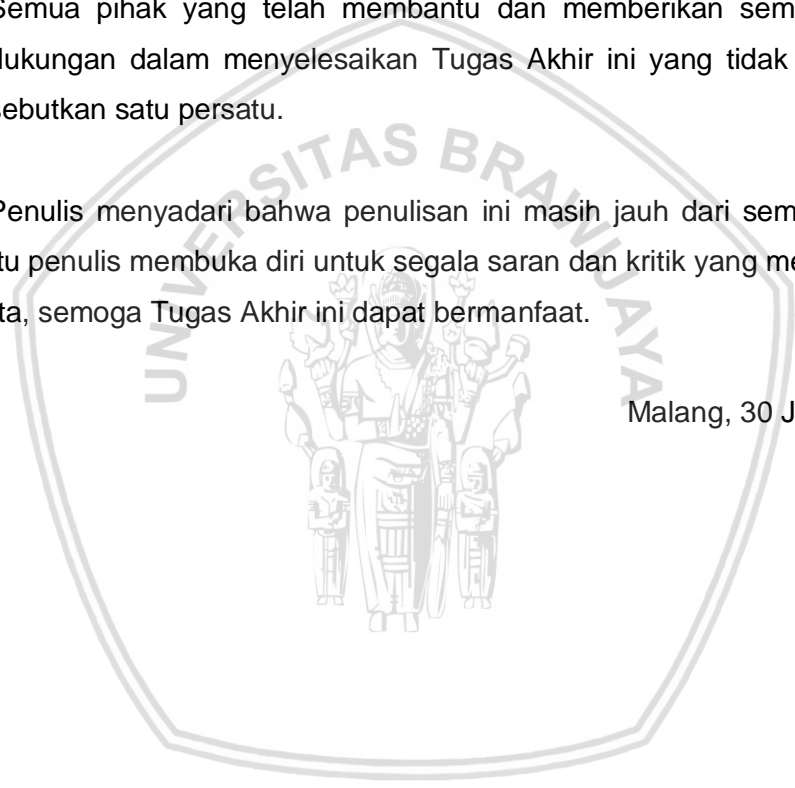 Semua pihak yang telah membantu dan memberikan sem
dukungan dalam menyelesaikan Tugas Akhir ini yang tidak
sebutkan satu persatu.
Penulis menyadari bahwa penulisan ini masih jauh dari sem
tu penulis membuka diri untuk segala saran dan kritik yang me
ta, semoga Tugas Akhir ini dapat bermanfaat.
Malang, 30 J
UNIVERSITAS BRAWIJAYA